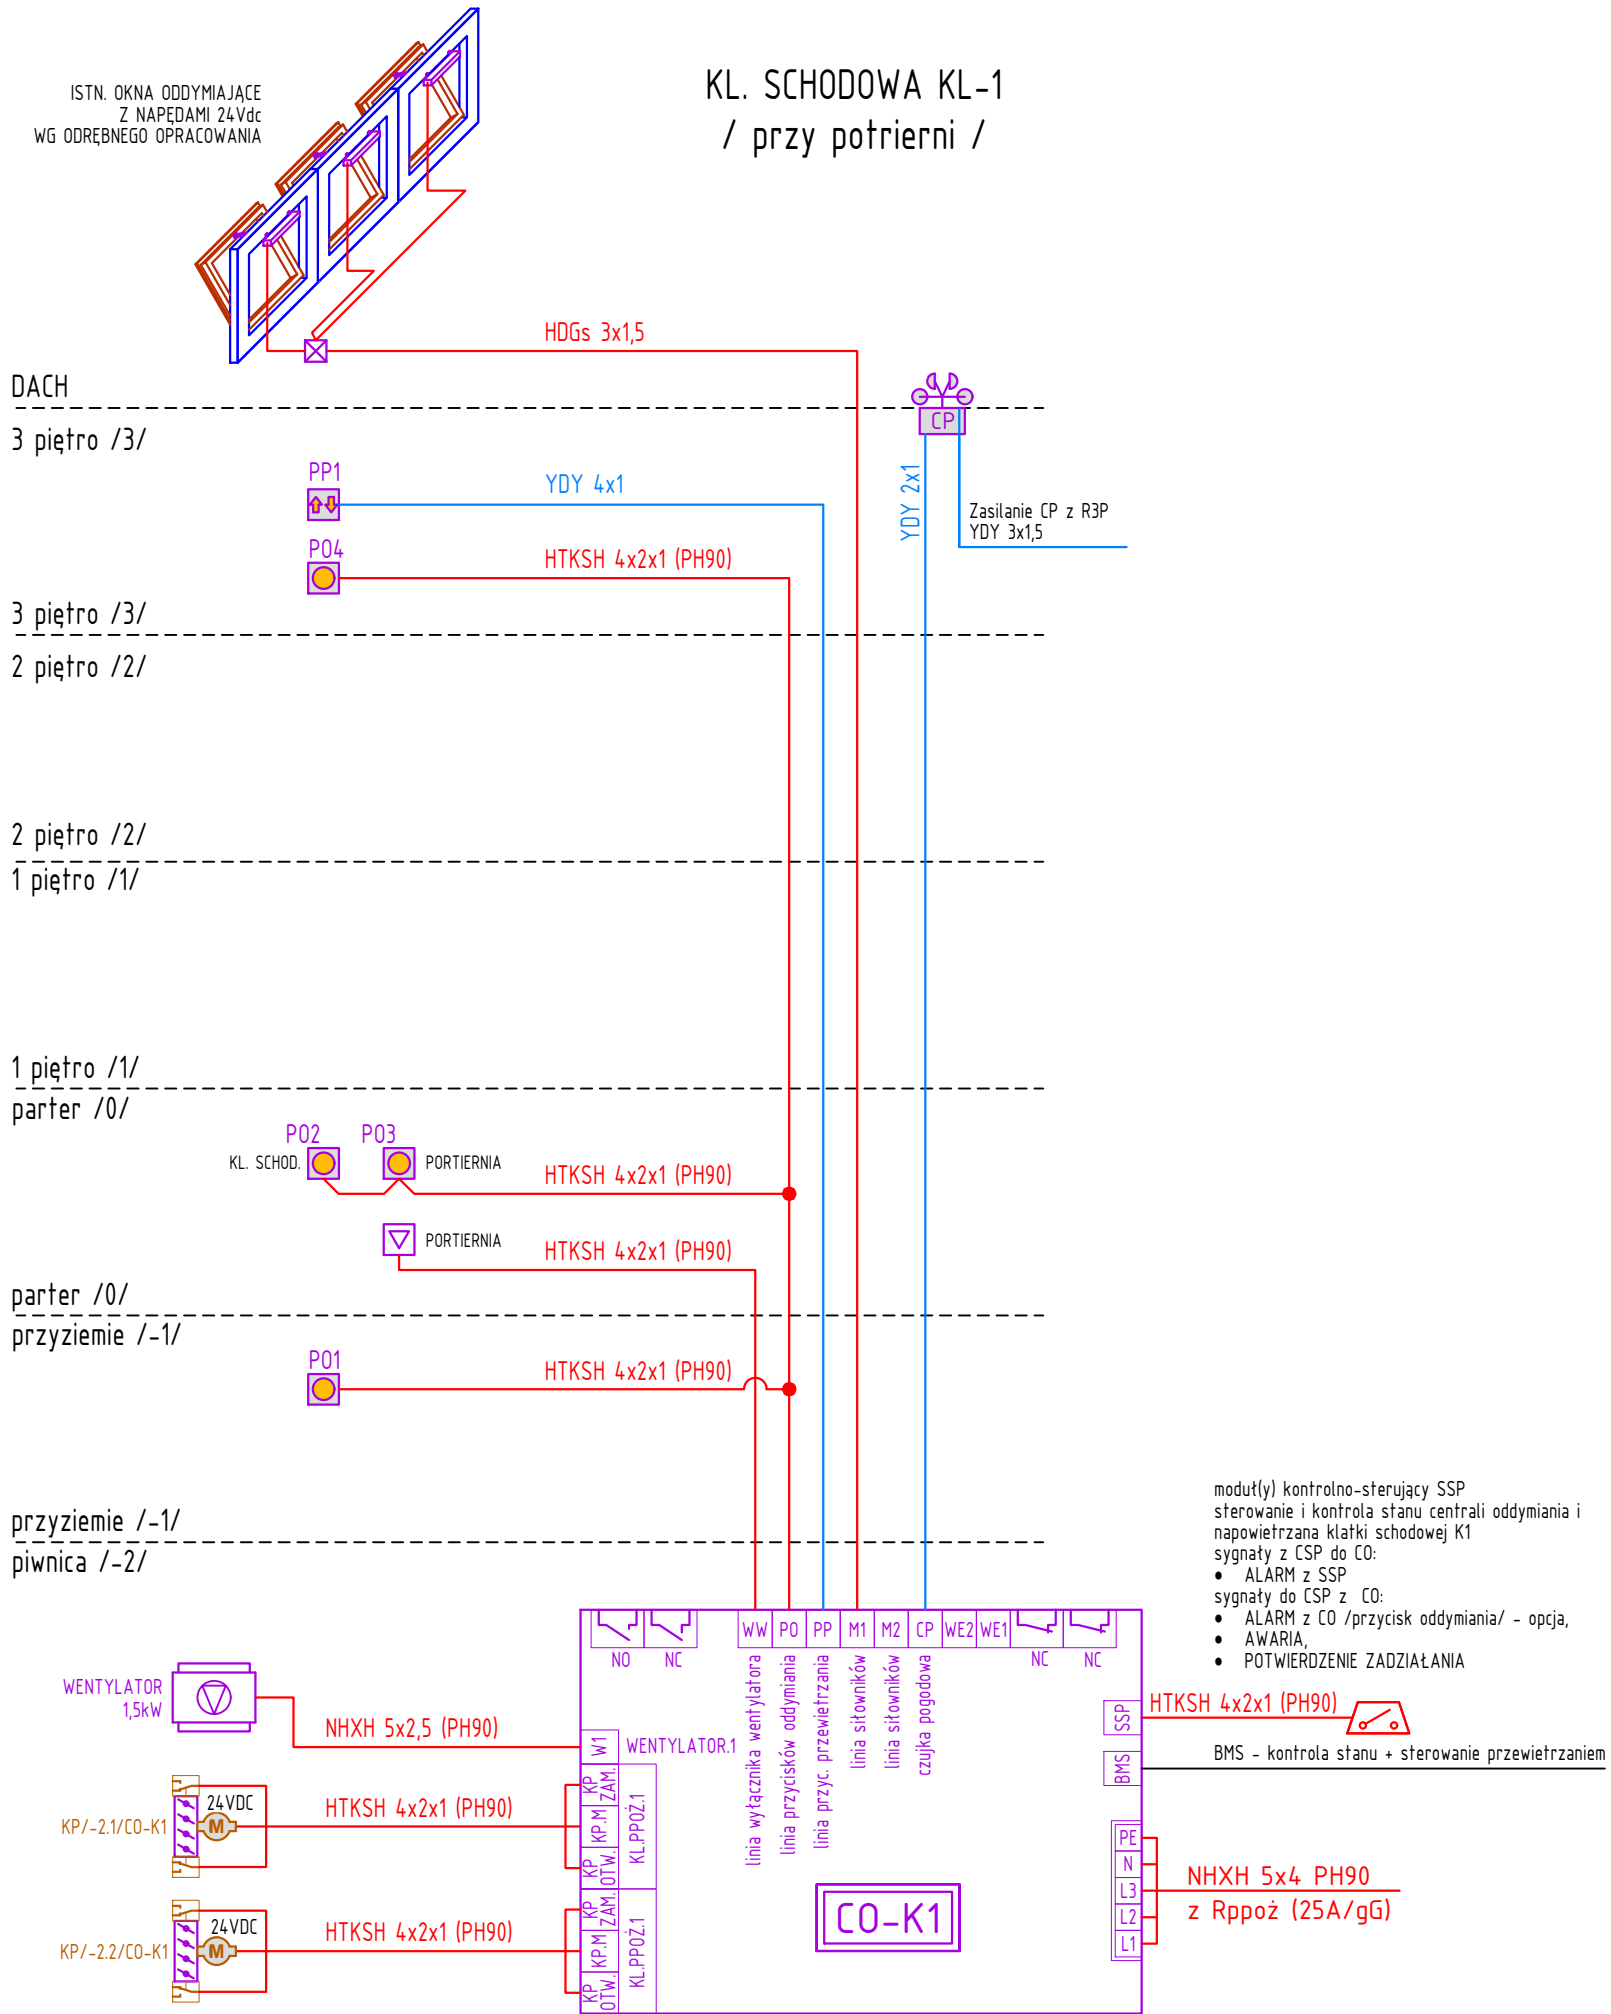 ISTN. OKNA ODDYMIAJĄCE
Z NAPĘDAMI 24Vdc
WG ODRĘBNEGO OPRACOWANIA
KL. SCHODOWA KL-1
/ przy potrierni /
HDGs 3x1,5
DACH
3 piętro /3/
CP
PP1
YDY 4x1
YDY 2x1
Zasilanie CP z R3P
YDY 3x1,5
PO4
HTKSH 4x2x1 (PH90)
3 piętro /3/
2 piętro /2/
2 piętro /2/
1 piętro /1/
1 piętro /1/
parter /0/
PO2
PO3
KL. SCHOD.
PORTIERNIA
HTKSH 4x2x1 (PH90)
PORTIERNIA
HTKSH 4x2x1 (PH90)
parter /0/
przyziemie /-1/
PO1
HTKSH 4x2x1 (PH90)
przyziemie /-1/
piwnica /-2/
moduł(y) kontrolno-sterujący SSP
sterowanie i kontrola stanu centrali oddymiania i
napowietrzana klatki schodowej K1
sygnały z CSP do CO:
• ALARM z SSP
sygnały do CSP z CO:
• ALARM z CO /przycisk oddymiania/ - opcja,
• AWARIA,
• POTWIERDZENIE ZADZIAŁANIA
WW
PO
PP
M1
M2
CP
WE2
WE1
NO
NC
NC
NC
linia wyłącznika wentylatora
linia przycisków oddymiania
linia przyc. przewietrzania
linia siłowników
linia siłowników
czujka pogodowa
WENTYLATOR
1,5kW
NHXH 5x2,5 (PH90)
W1
WENTYLATOR.1
SSP
HTKSH 4x2x1 (PH90)
BMS
BMS - kontrola stanu + sterowanie przewietrzaniem
KP/-2.1/CO-K1
24VDC
M
HTKSH 4x2x1 (PH90)
KP
ZAM.
KP.M
KP
OTW.
KL.PPOŻ.1
KP/-2.2/CO-K1
24VDC
M
HTKSH 4x2x1 (PH90)
KP
ZAM.
KP.M
KP
OTW.
KL.PPOŻ.1
CO-K1
PE
N
L3
L2
L1
NHXH 5x4 PH90
z Rppoż (25A/gG)